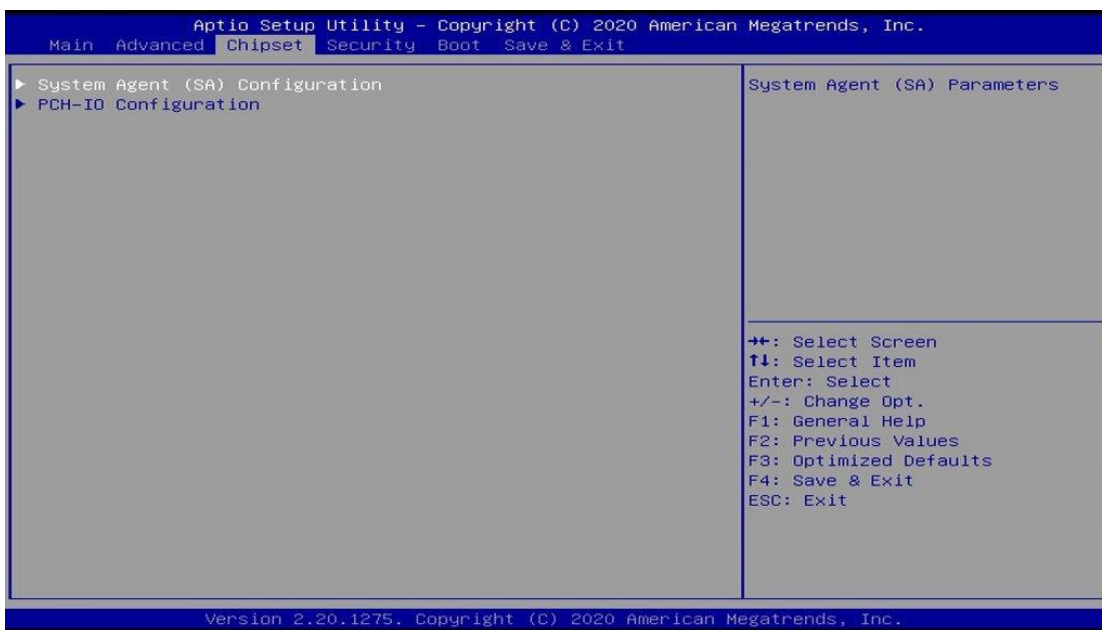 Aptio Setup Utility – Copyright (C) 2020 American Megatrends, Inc.
Main Advanced Chipset Security Boot Save & Exit
▶ System Agent (SA) Configuration
▶ PCH-IO Configuration
System Agent (SA) Parameters
→←: Select Screen
↑↓: Select Item
Enter: Select
+/-: Change Opt.
F1: General Help
F2: Previous Values
F3: Optimized Defaults
F4: Save & Exit
ESC: Exit
Version 2.20.1275. Copyright (C) 2020 American Megatrends, Inc.